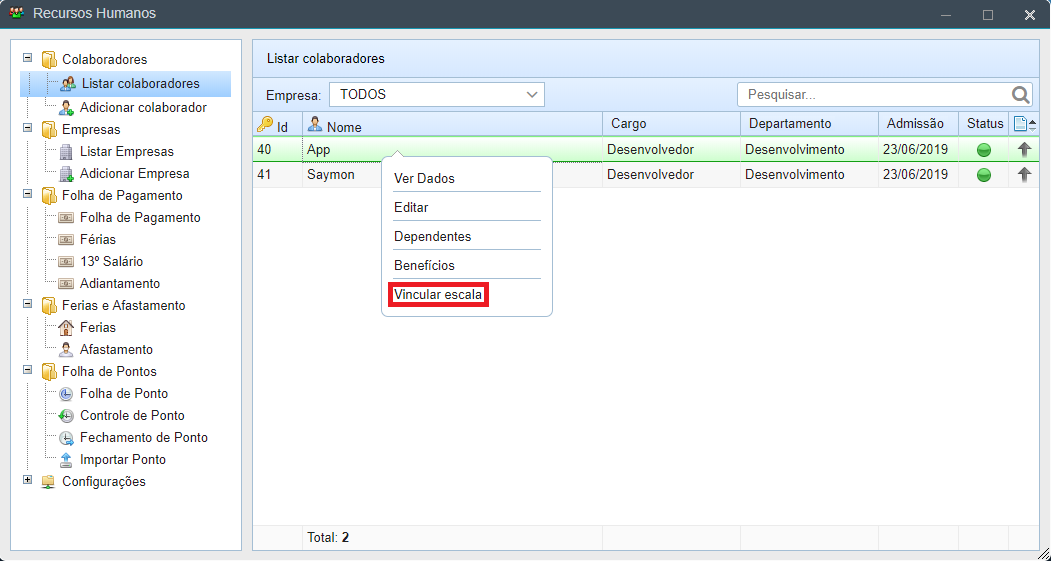 Recursos Humanos
Colaboradores
Listar colaboradores
Adicionar colaborador
Empresas
Listar Empresas
Adicionar Empresa
Folha de Pagamento
Folha de Pagamento
Férias
13º Salário
Adiantamento
Ferias e Afastamento
Ferias
Afastamento
Folha de Pontos
Folha de Ponto
Controle de Ponto
Fechamento de Ponto
Importar Ponto
Configurações
Listar colaboradores
Empresa: TODOS Pesquisar...
Id Nome Cargo Departamento Admissão Status
40 App Desenvolvedor Desenvolvimento 23/06/2019
41 Saymon Desenvolvedor Desenvolvimento 23/06/2019
Ver Dados
Editar
Dependentes
Benefícios
Vincular escala
Total: 2